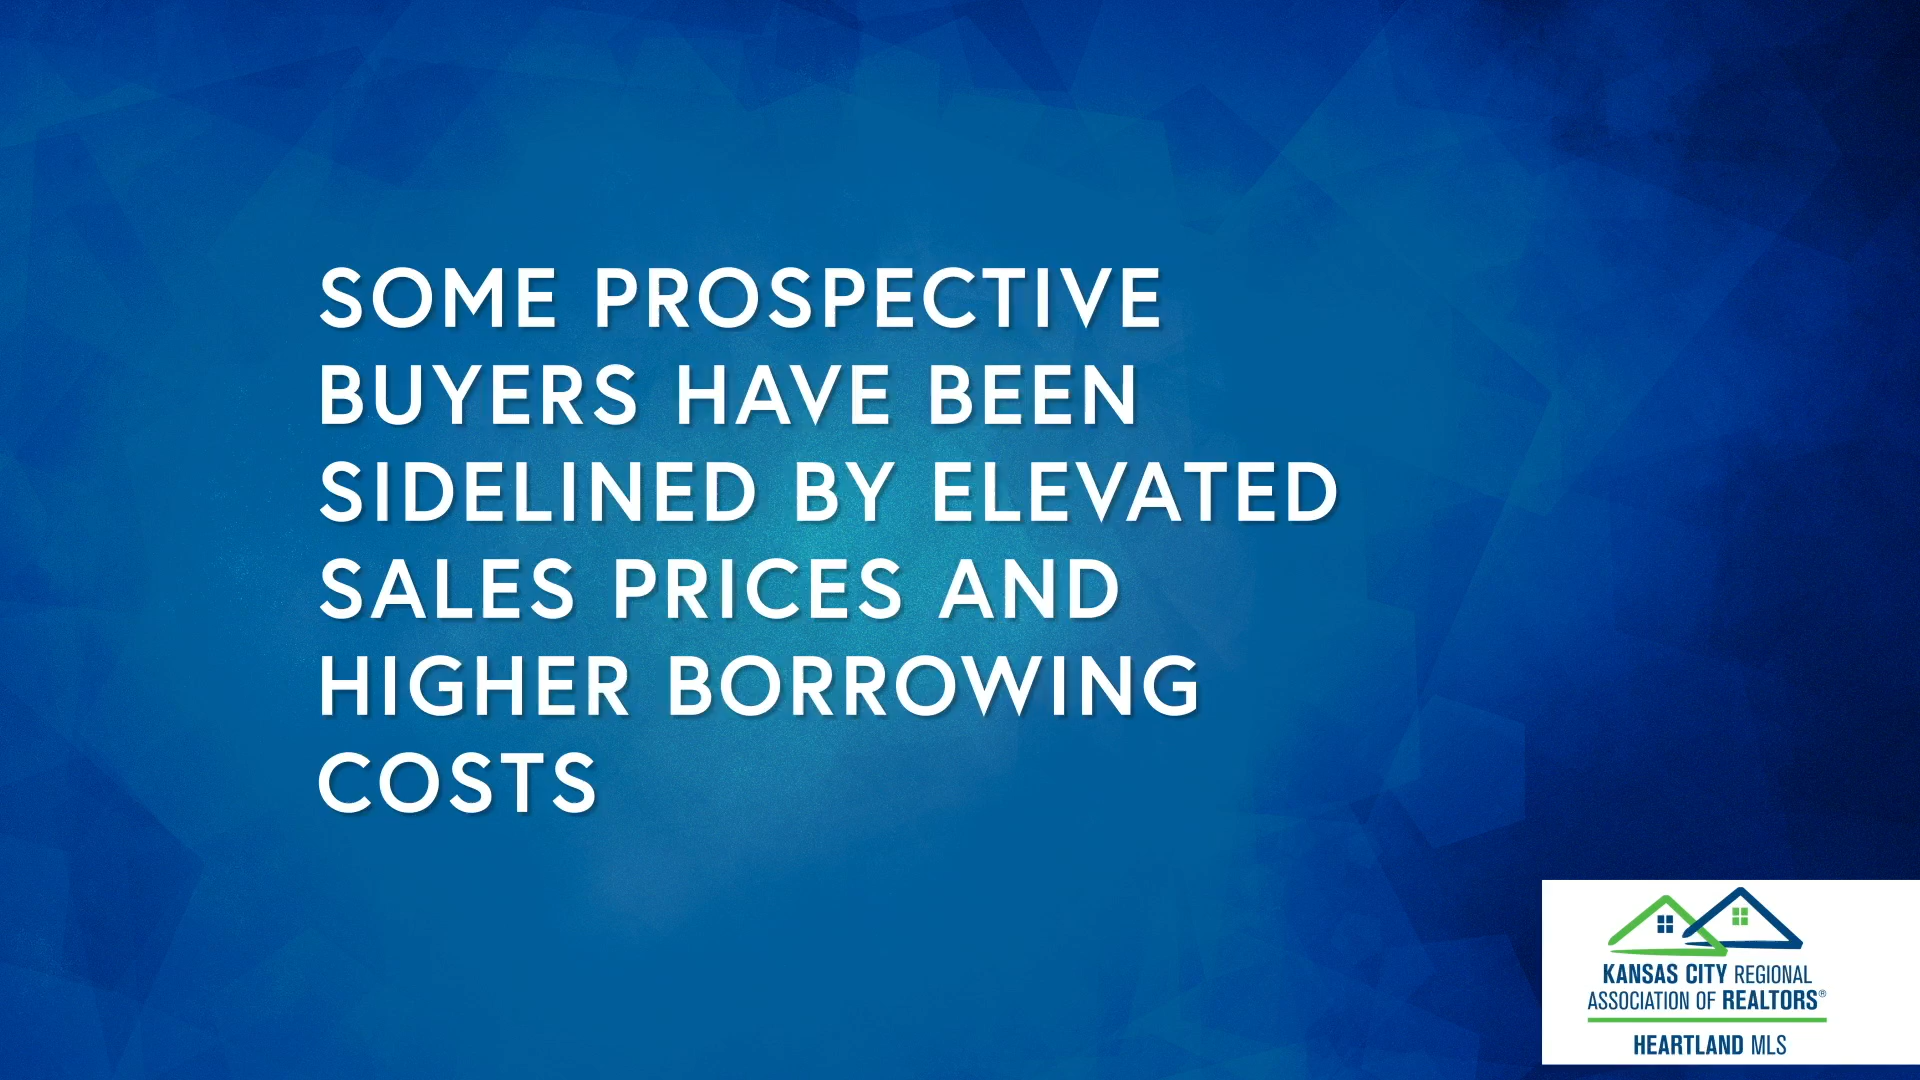 SOME PROSPECTIVE
BUYERS HAVE BEEN
SIDELINED BY ELEVATED
SALES PRICES AND
HIGHER BORROWING
COSTS
KANSAS CITY REGIONAL
ASSOCIATION OF REALTORS®
HEARTLAND MLS